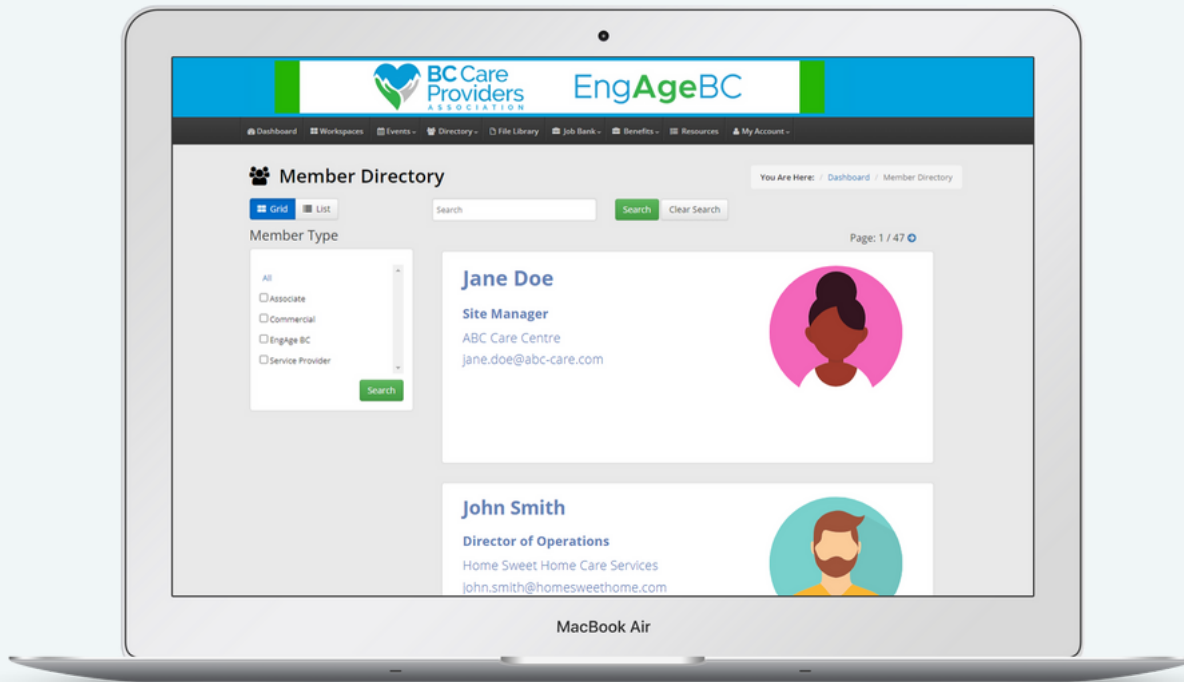 BC Care
Providers
ASSOCIATION
EngAgeBC
Dashboard Workspaces Events Directory File Library Job Bank Benefits Resources My Account
Member Directory
You Are Here: / Dashboard / Member Directory
Grid List Search Search Clear Search
Member Type
Page: 1 / 47
All
Associate
Commercial
EngAge BC
Service Provider
Search
Jane Doe
Site Manager
ABC Care Centre
jane.doe@abc-care.com
John Smith
Director of Operations
Home Sweet Home Care Services
john.smith@homesweethome.com
MacBook Air